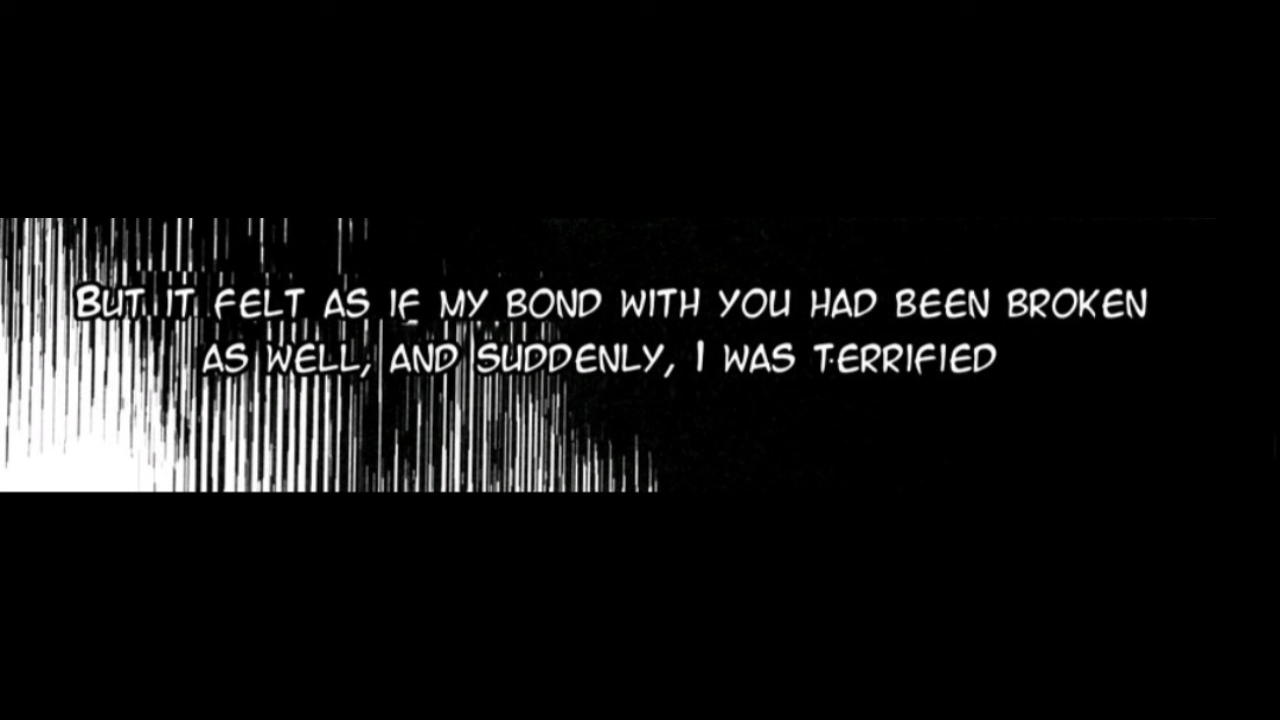 BUT IT FELT AS IF MY BOND WITH YOU HAD BEEN BROKEN
AS WELL, AND SUDDENLY, I WAS TERRIFIED